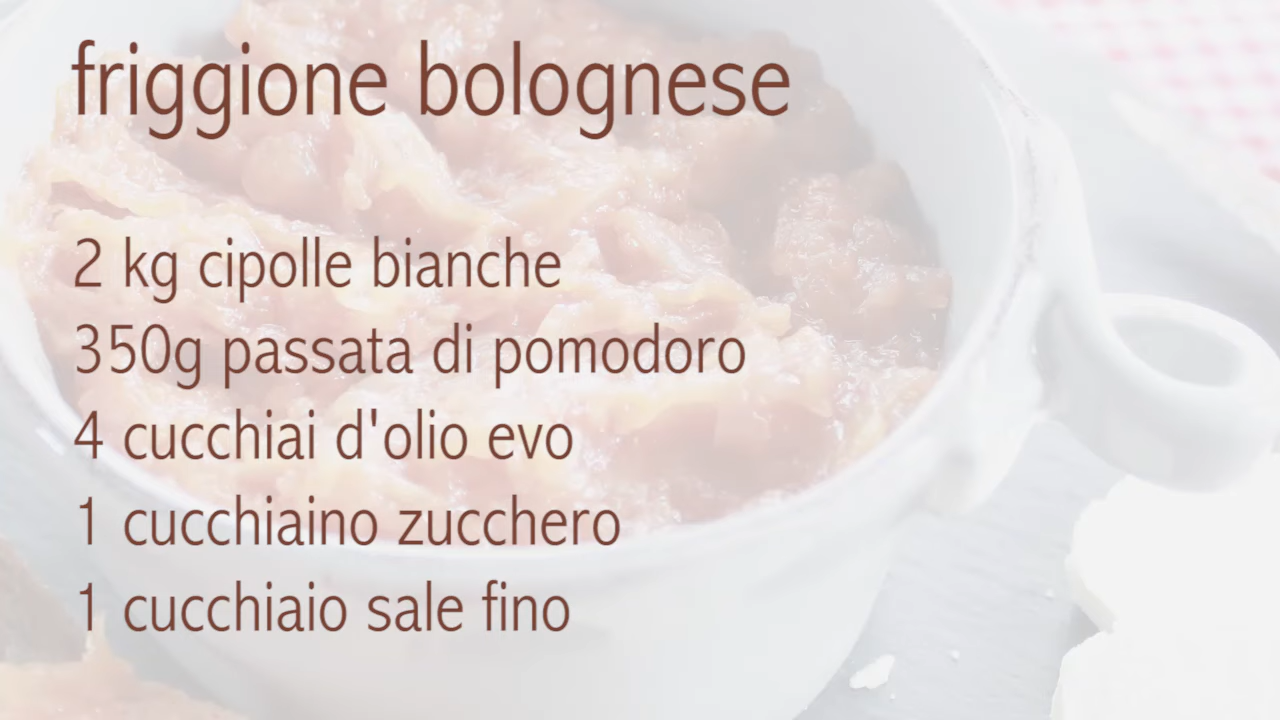 friggione bolognese
2 kg cipolle bianche
350g passata di pomodoro
4 cucchiai d'olio evo
1 cucchiaino zucchero
1 cucchiaio sale fino